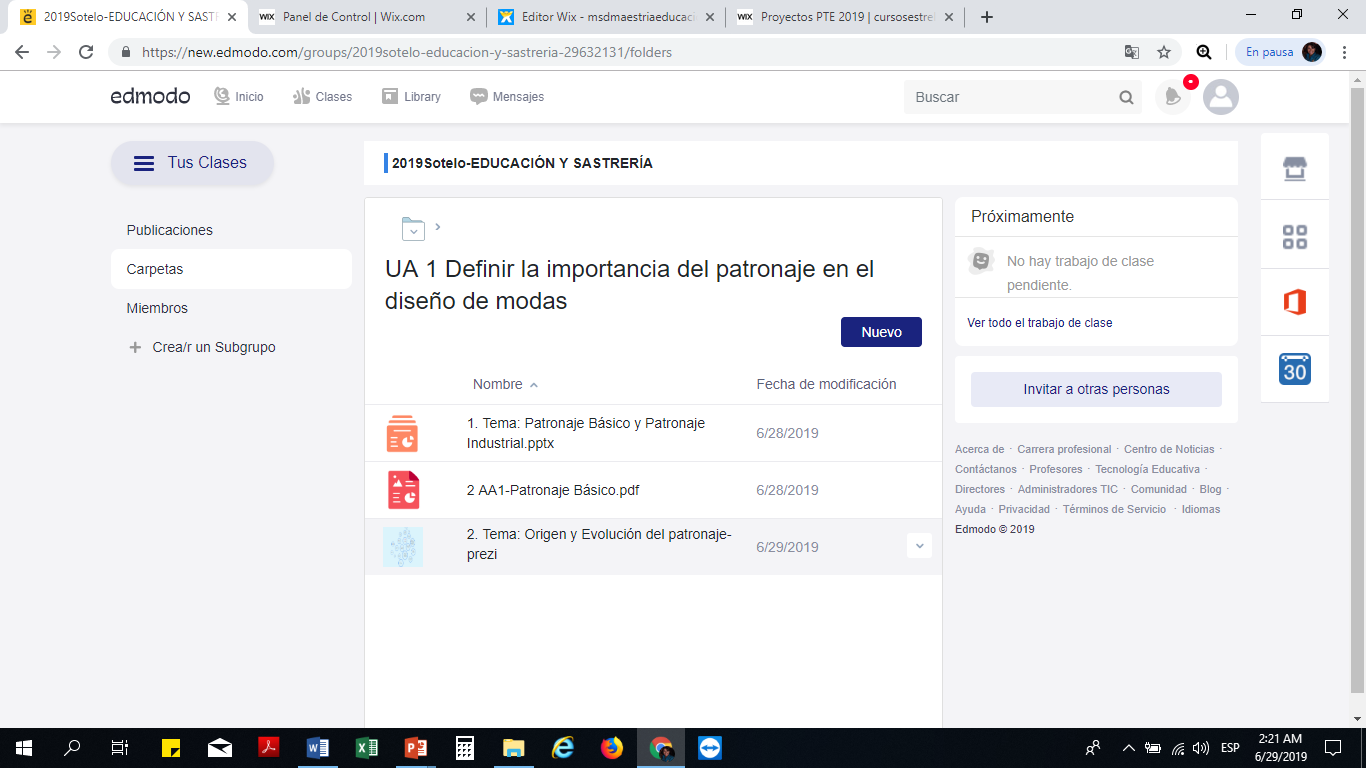 2019Sotelo-EDUCACIÓN Y SASTR
WIX Panel de Control | Wix.com
Editor Wix - msdmaestriaeducaci
WIX Proyectos PTE 2019 | cursosestrel
https://new.edmodo.com/groups/2019sotelo-educacion-y-sastreria-29632131/folders
En pausa
edmodo
Inicio
Clases
Library
Mensajes
Buscar
Tus Clases
Publicaciones
Carpetas
Miembros
Crea/r un Subgrupo
2019Sotelo-EDUCACIÓN Y SASTRERÍA
UA 1 Definir la importancia del patronaje en el
diseño de modas
Nuevo
Nombre
Fecha de modificación
1. Tema: Patronaje Básico y Patronaje
Industrial.pptx
6/28/2019
2 AA1-Patronaje Básico.pdf
6/28/2019
2. Tema: Origen y Evolución del patronaje-
prezi
6/29/2019
Próximamente
No hay trabajo de clase
pendiente.
Ver todo el trabajo de clase
Invitar a otras personas
Acerca de · Carrera profesional · Centro de Noticias ·
Contáctanos · Profesores · Tecnología Educativa ·
Directores · Administradores TIC · Comunidad · Blog ·
Ayuda · Privacidad · Términos de Servicio · Idiomas
Edmodo © 2019
30
ESP
2:21 AM
6/29/2019